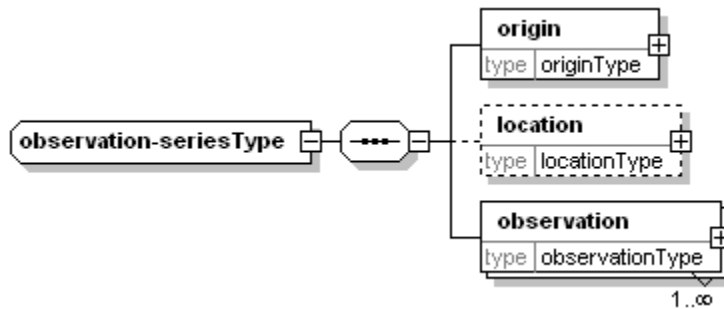 origin
type originType
observation-seriesType
location
type locationType
observation
type observationType
1..∞